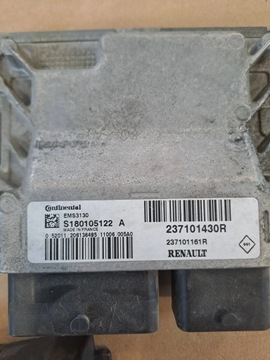 Continental
EMS3130
S180105122 A
MADE IN FRANCE
237101430R
237101161R
RENAULT